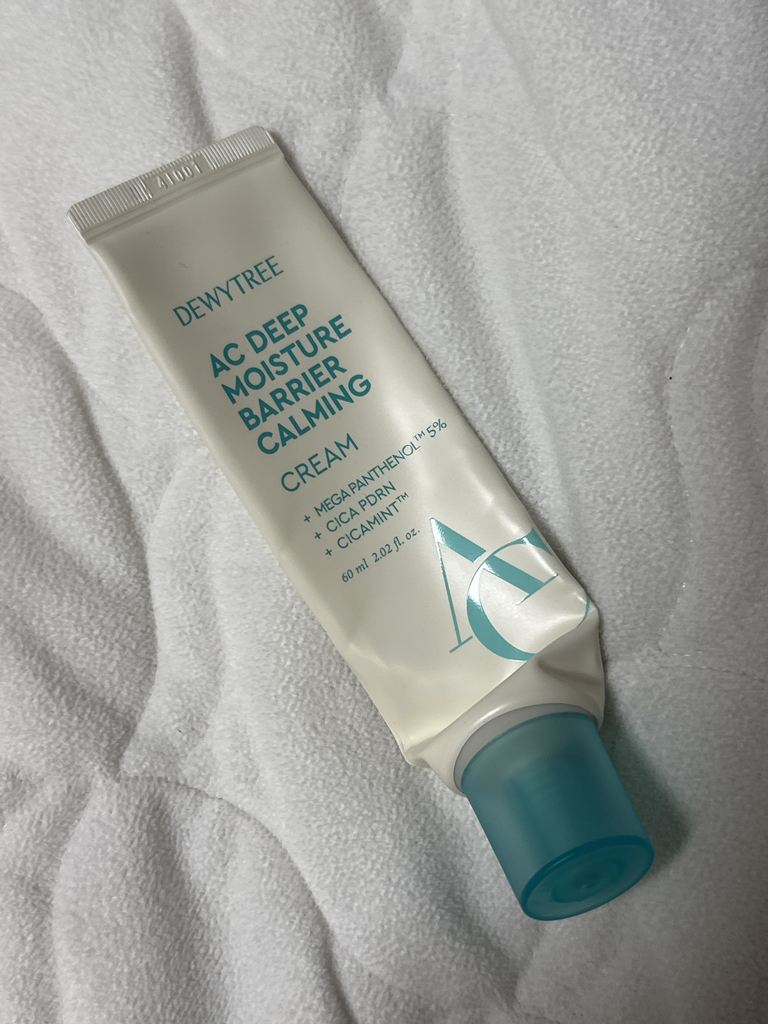 41001
DEWYTREE
AC DEEP
MOISTURE
BARRIER
CALMING
CREAM
+ MEGA PANTHENOL™ 5%
+ CICA PDRN
+ CICAMINT™
60 ml 2.02 fl. oz.
AC